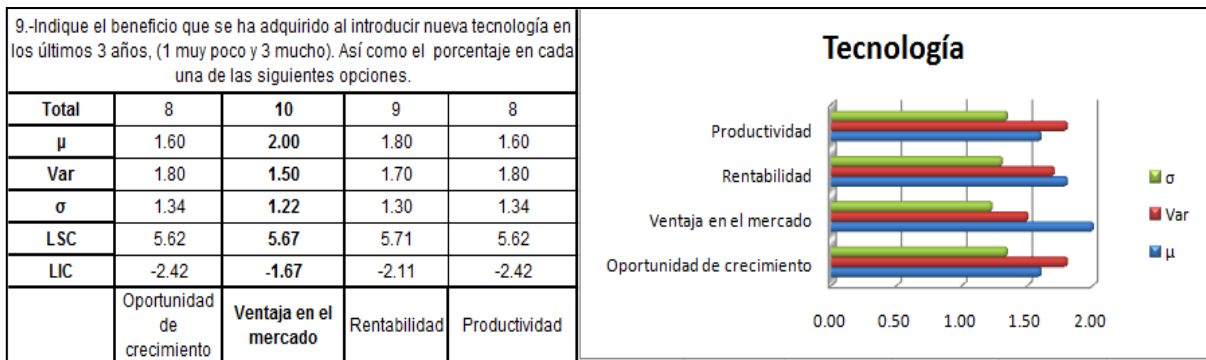 9.-Indique el beneficio que se ha adquirido al introducir nueva tecnología en
los últimos 3 años, (1 muy poco y 3 mucho). Así como el porcentaje en cada
una de las siguientes opciones.
Total 8 10 9 8
μ 1.60 2.00 1.80 1.60
Var 1.80 1.50 1.70 1.80
σ 1.34 1.22 1.30 1.34
LSC 5.62 5.67 5.71 5.62
LIC -2.42 -1.67 -2.11 -2.42
Oportunidad de crecimiento Ventaja en el mercado Rentabilidad Productividad
Tecnología
Productividad
Rentabilidad
Ventaja en el mercado
Oportunidad de crecimiento
0.00 0.50 1.00 1.50 2.00
σ
Var
μ